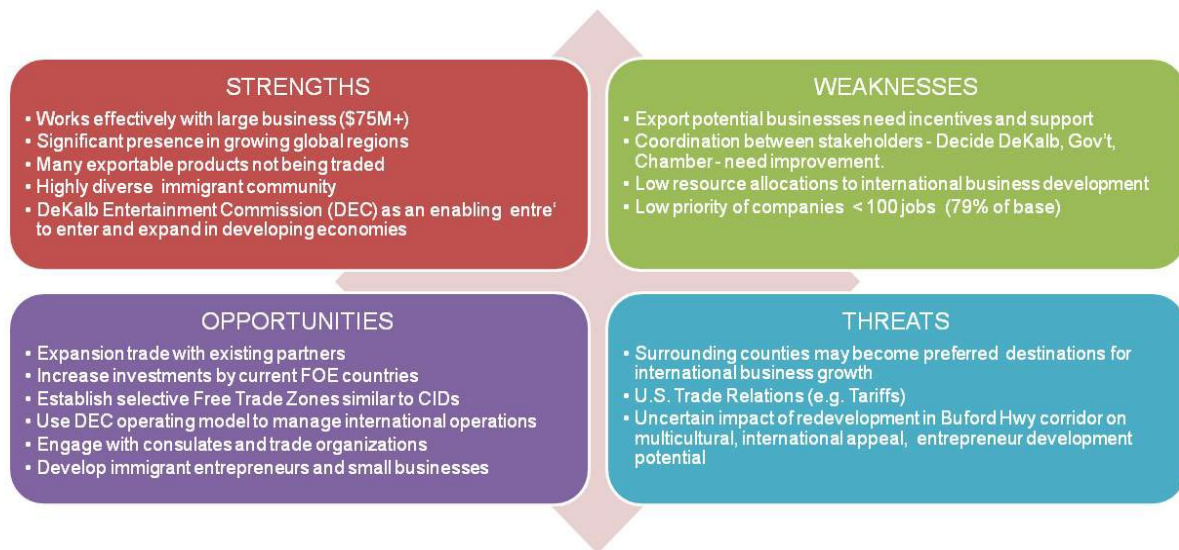 STRENGTHS
▪ Works effectively with large business ($75M+)
▪ Significant presence in growing global regions
▪ Many exportable products not being traded
▪ Highly diverse immigrant community
▪ DeKalb Entertainment Commission (DEC) as an enabling entre‘
to enter and expand in developing economies
WEAKNESSES
▪ Export potential businesses need incentives and support
▪ Coordination between stakeholders - Decide DeKalb, Gov’t,
Chamber - need improvement.
▪ Low resource allocations to international business development
▪ Low priority of companies < 100 jobs (79% of base)
OPPORTUNITIES
▪ Expansion trade with existing partners
▪ Increase investments by current FOE countries
▪ Establish selective Free Trade Zones similar to CIDs
▪ Use DEC operating model to manage international operations
▪ Engage with consulates and trade organizations
▪ Develop immigrant entrepreneurs and small businesses
THREATS
▪ Surrounding counties may become preferred destinations for
international business growth
▪ U.S. Trade Relations (e.g. Tariffs)
▪ Uncertain impact of redevelopment in Buford Hwy corridor on
multicultural, international appeal, entrepreneur development
potential